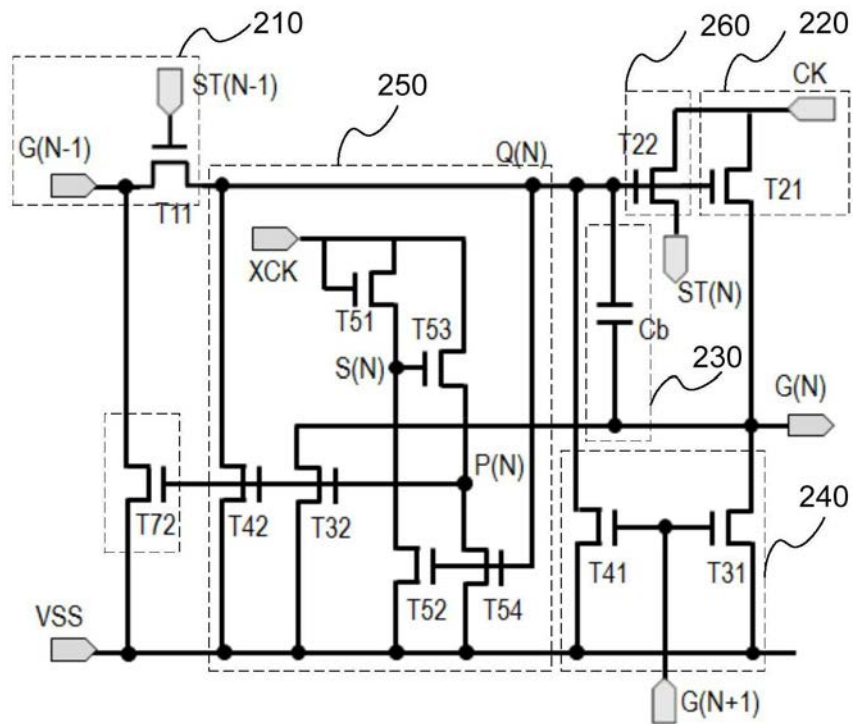 210
260
220
ST(N-1)
250
CK
G(N-1)
Q(N)
T22
T11
T21
XCK
T51
T53
ST(N)
Cb
S(N)
230
G(N)
P(N)
240
T72
T42
T32
T41
T31
T52
T54
VSS
G(N+1)